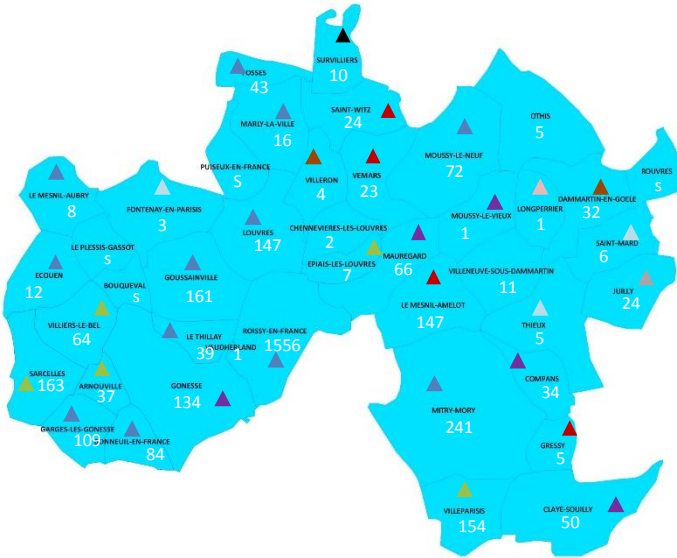 SURVILLIERS
10
FOSSES
43
SAINT-WITZ
24
MARLY-LA-VILLE
16
OTHIS
5
PUISEUX-EN-FRANCE
S
VILLERON
4
VEMARS
23
MOUSSY-LE-NEUF
72
ROUVRES
s
LE MESNIL-AUBRY
8
FONTENAY-EN-PARISIS
3
LOUVRES
147
CHENNEVIERES-LES-LOUVRES
2
MOUSSY-LE-VIEUX
1
LONGPERRIER
1
DAMMARTIN-EN-GOELE
32
SAINT-MARD
6
LE PLESSIS-GASSOT
s
EPIAIS-LES-LOUVRES
7
MAUREGARD
66
VILLENEUVE-SOUS-DAMMARTIN
11
JUILLY
24
ECOUEN
12
BOUQUEVAL
s
GOUSSAINVILLE
161
LE MESNIL-AMELOT
147
THIEUX
5
VILLIERS-LE-BEL
64
LE THILLAY
39
VAUDHERLAND
1
ROISSY-EN-FRANCE
1556
SARCELLES
163
ARNOUVILLE
37
GONESSE
134
COMPANS
34
MITRY-MORY
241
GARGES-LES-GONESSE
109
BONNEUIL-EN-FRANCE
84
GRESSY
5
VILLEPARISIS
154
CLAYE-SOUILLY
50